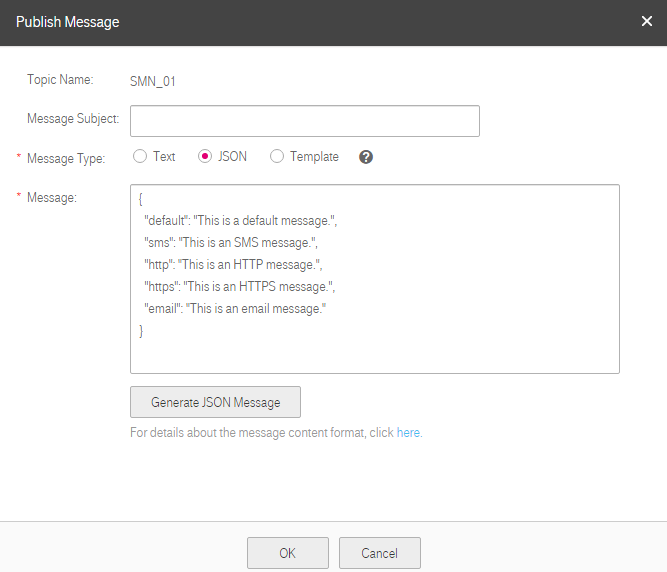 Publish Message
Topic Name: SMN_01
Message Subject:
* Message Type: Text JSON Template ?
* Message: {
"default": "This is a default message.",
"sms": "This is an SMS message.",
"http": "This is an HTTP message.",
"https": "This is an HTTPS message.",
"email": "This is an email message."
}
Generate JSON Message
For details about the message content format, click here.
OK Cancel